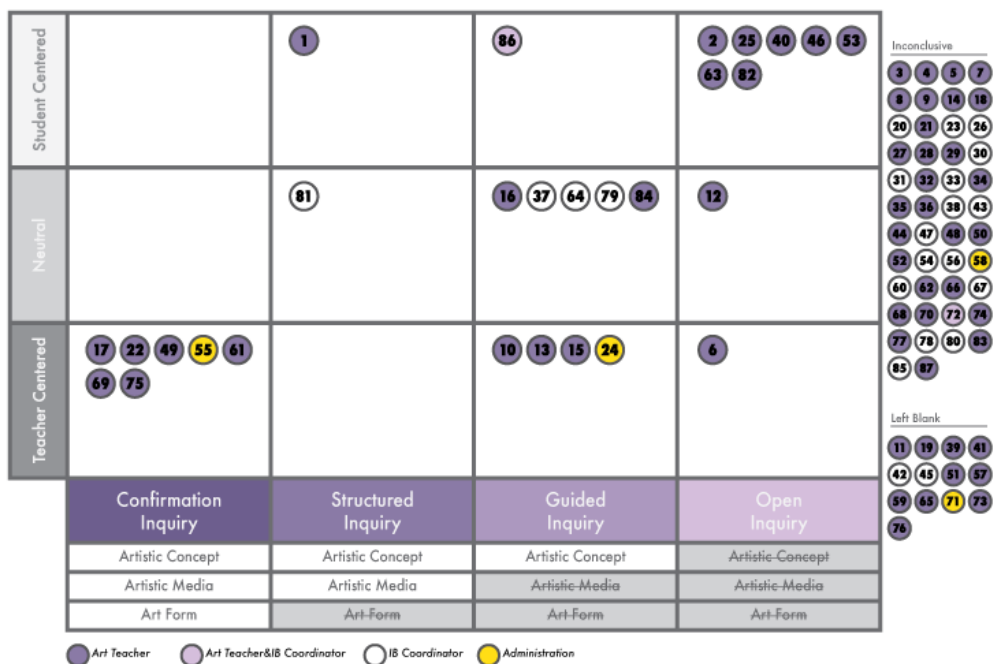 Student Centered
1
86
2 25 40 46 53
63 82
Neutral
81
16 37 64 79 84
12
Teacher Centered
17 22 49 55 61
69 75
10 13 15 24
6
Confirmation
Inquiry
Structured
Inquiry
Guided
Inquiry
Open
Inquiry
Artistic Concept
Artistic Concept
Artistic Concept
Artistic Concept
Artistic Media
Artistic Media
Artistic Media
Artistic Media
Art Form
Art Form
Art Form
Art Form
Inconclusive
3 4 5 7
8 9 14 18
20 21 23 26
27 28 29 30
31 32 33 34
35 36 38 43
44 47 48 50
52 54 56 58
60 62 66 67
68 70 72 74
77 78 80 83
85 87
Left Blank
11 19 39 41
42 45 51 57
59 65 71 73
76
Art Teacher
Art Teacher&IB Coordinator
IB Coordinator
Administration